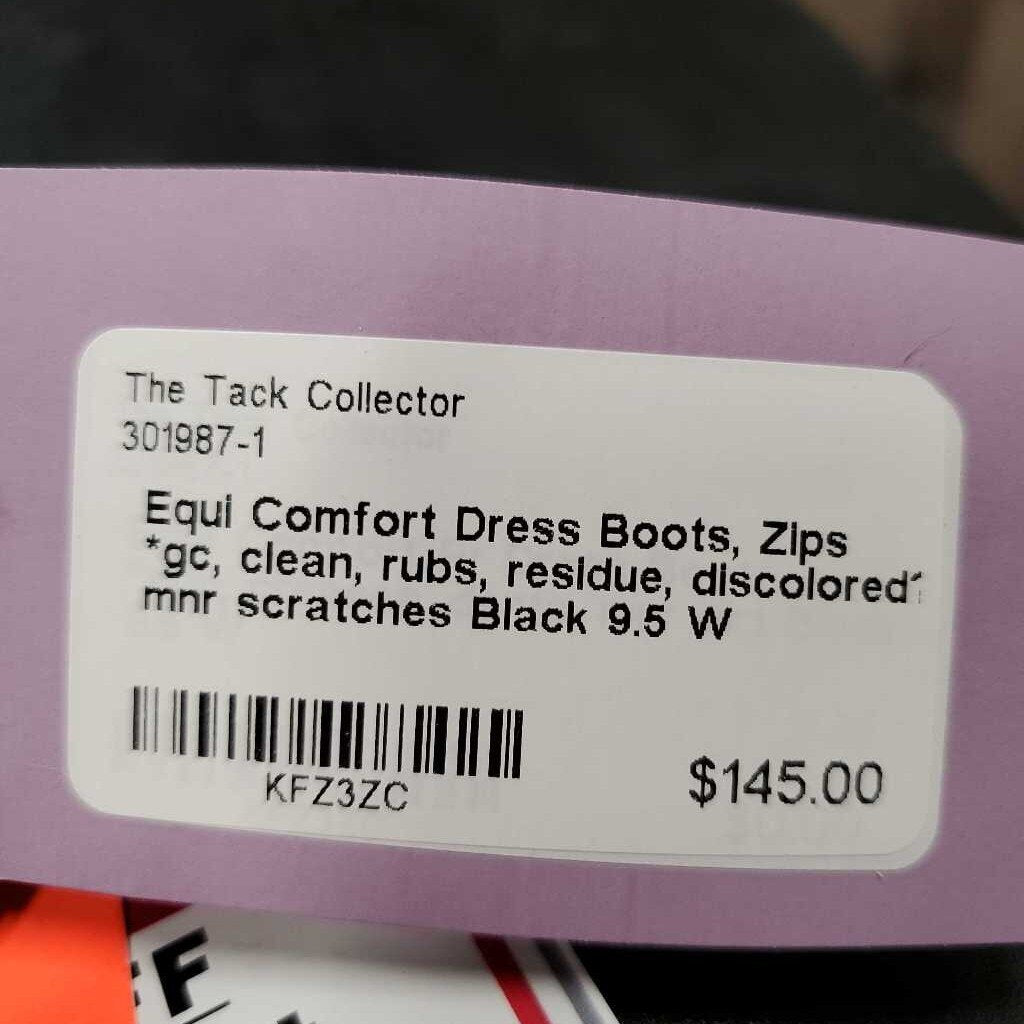 The Tack Collector
301987-1
Equi Comfort Dress Boots, Zips
*gc, clean, rubs, residue, discolored
mnr scratches Black 9.5 W
KFZ3ZC
$145.00
F